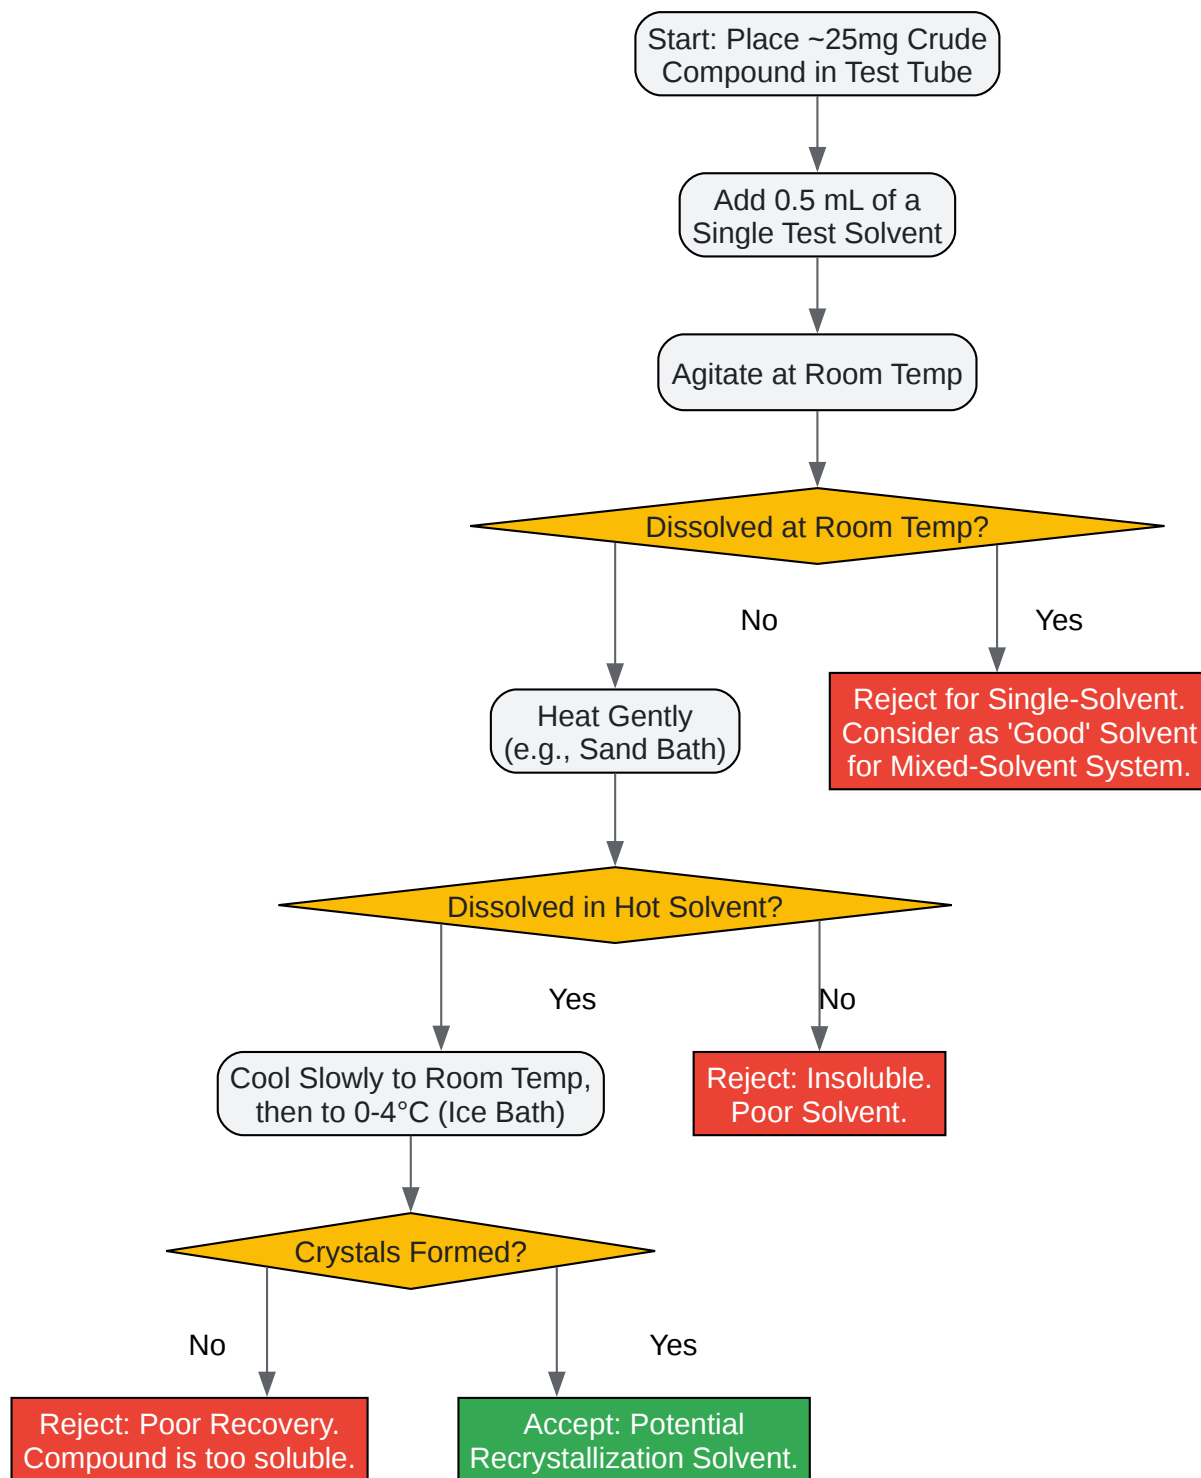 Start: Place ~25mg Crude
Compound in Test Tube
Add 0.5 mL of a
Single Test Solvent
Agitate at Room Temp
Dissolved at Room Temp?
No
Yes
Reject for Single-Solvent.
Consider as 'Good' Solvent
for Mixed-Solvent System.
Heat Gently
(e.g., Sand Bath)
Dissolved in Hot Solvent?
Yes
No
Cool Slowly to Room Temp,
then to 0-4°C (Ice Bath)
Reject: Insoluble.
Poor Solvent.
Crystals Formed?
No
Yes
Reject: Poor Recovery.
Compound is too soluble.
Accept: Potential
Recrystallization Solvent.